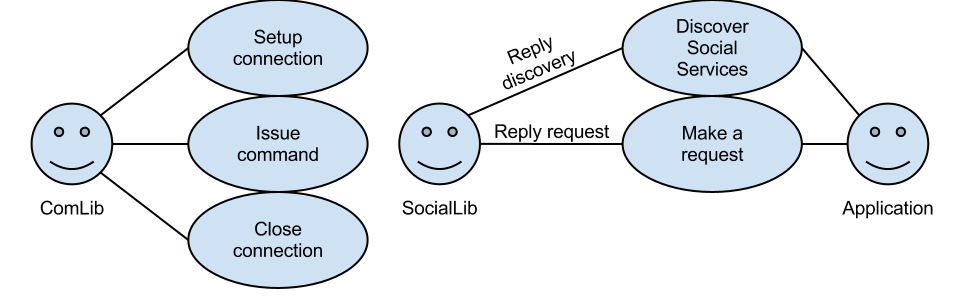 Setup
connection
Issue
command
Close
connection
ComLib
Reply
discovery
Reply request
Discover
Social
Services
Make a
request
SocialLib
Application